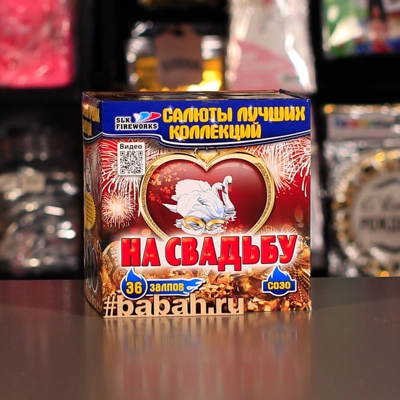 SLK
FIREWORKS
САЛЮТЫ ЛУЧШИХ
КОЛЛЕКЦИЙ
Видео
НА СВАДЬБУ
36 ЗАЛПОВ
С030
#babah.ru